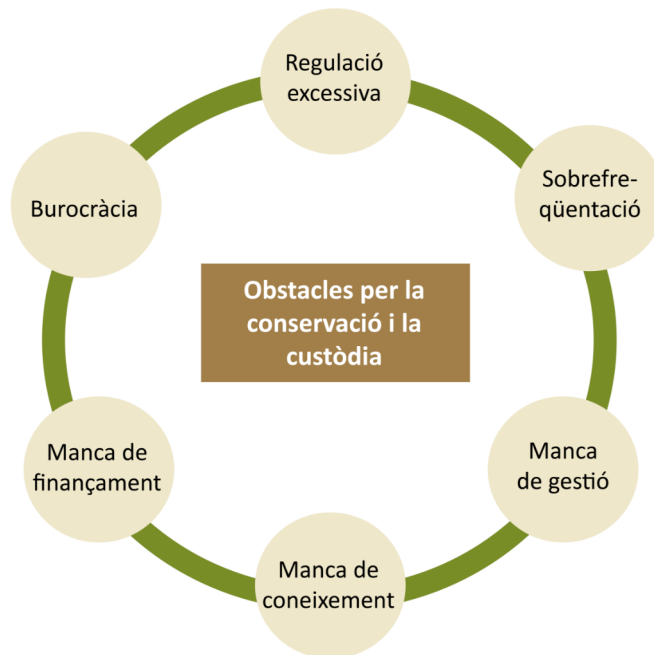 Regulació
excessiva
Sobrefre-
qüentació
Burocràcia
Obstacles per la
conservació i la
custòdia
Manca de
finançament
Manca
de gestió
Manca de
coneixement